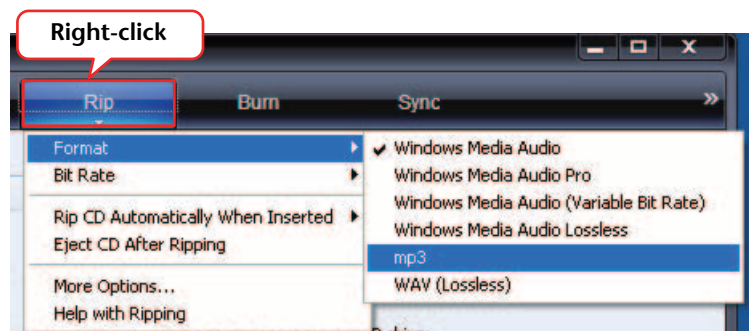 Right-click
Rip
Burn
Sync
»
Format
Bit Rate
Rip CD Automatically When Inserted
Eject CD After Ripping
More Options...
Help with Ripping
Windows Media Audio
Windows Media Audio Pro
Windows Media Audio (Variable Bit Rate)
Windows Media Audio Lossless
mp3
WAV (Lossless)